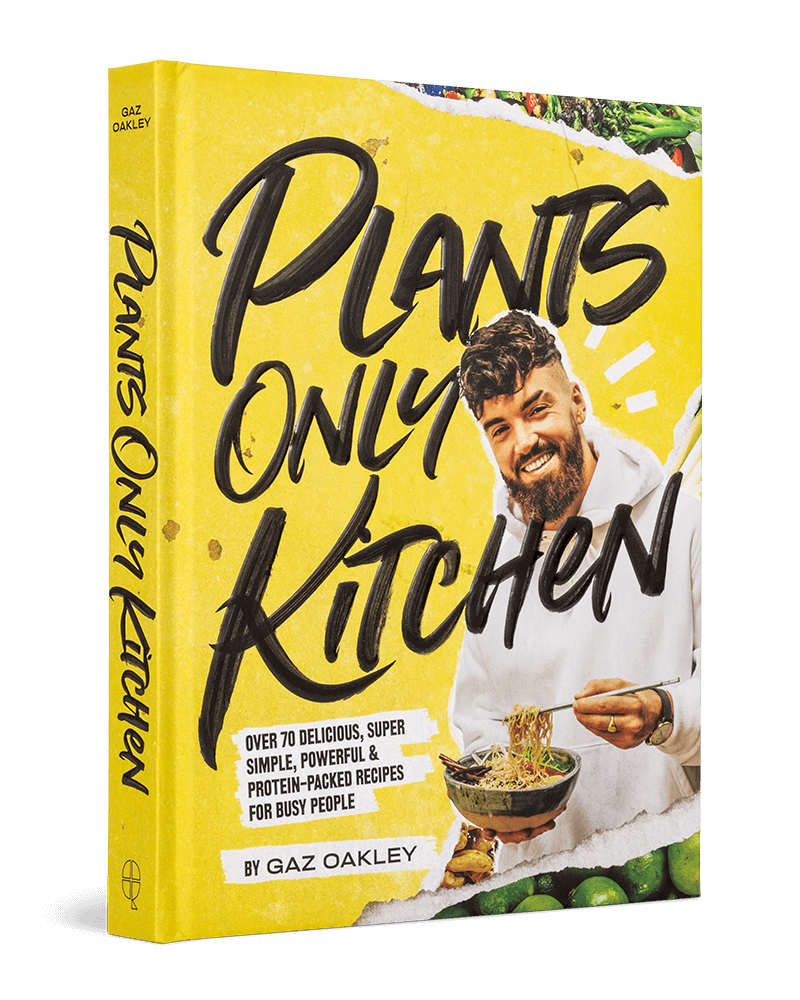 GAZ
OAKLEY
PLANTS ONLY KITCHEN
PLANTS
ONLY
KITCHEN
OVER 70 DELICIOUS, SUPER
SIMPLE, POWERFUL &
PROTEIN-PACKED RECIPES
FOR BUSY PEOPLE
BY GAZ OAKLEY